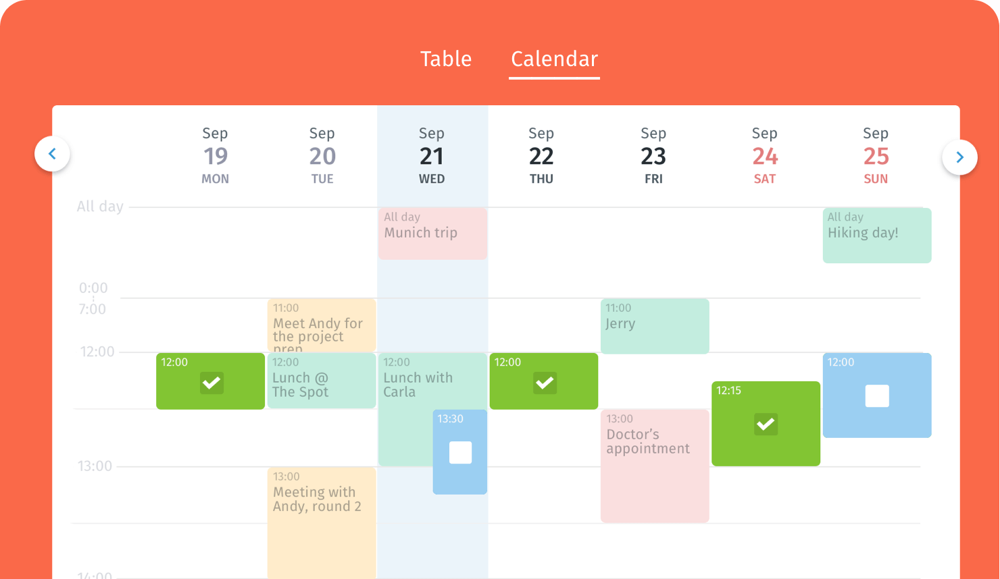 Table
Calendar
Sep
19
MON
Sep
20
TUE
Sep
21
WED
Sep
22
THU
Sep
23
FRI
Sep
24
SAT
Sep
25
SUN
All day
All day
Munich trip
All day
Hiking day!
0:00
7:00
11:00
Meet Andy for
the project
prep
11:00
Jerry
12:00
12:00
12:00
Lunch @
The Spot
12:00
Lunch with
Carla
12:00
12:15
12:00
13:30
13:00
Doctor’s
appointment
13:00
13:00
Meeting with
Andy, round 2
14:00